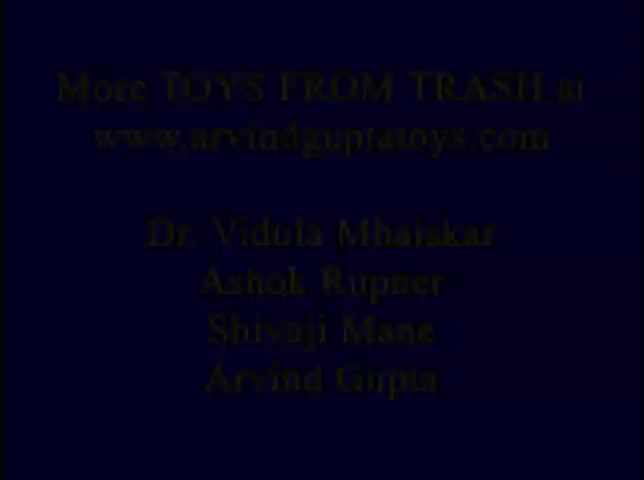 More TOYS FROM TRASH at
www.arvindguptatoys.com
Dr. Vidula Mhaiskar
Ashok Rupner
Shivaji Mane
Arvind Gupta